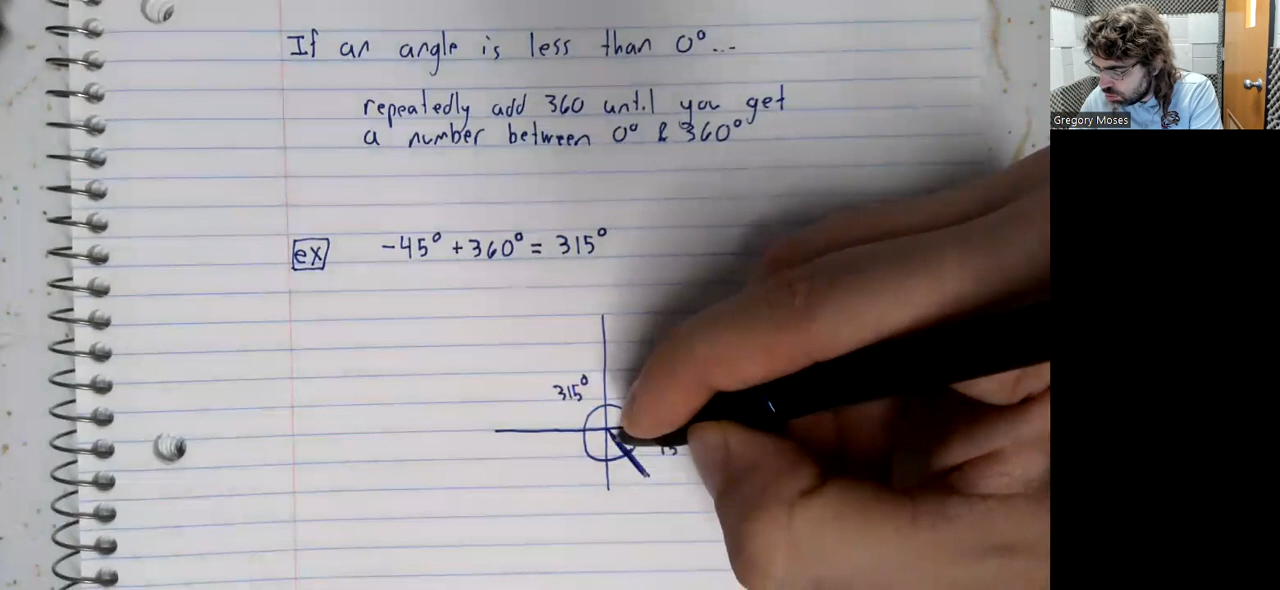 If an angle is less than 0°...
repeatedly add 360 until you get
a number between 0° & 360°
ex -45° + 360° = 315°
315°
Gregory Moses